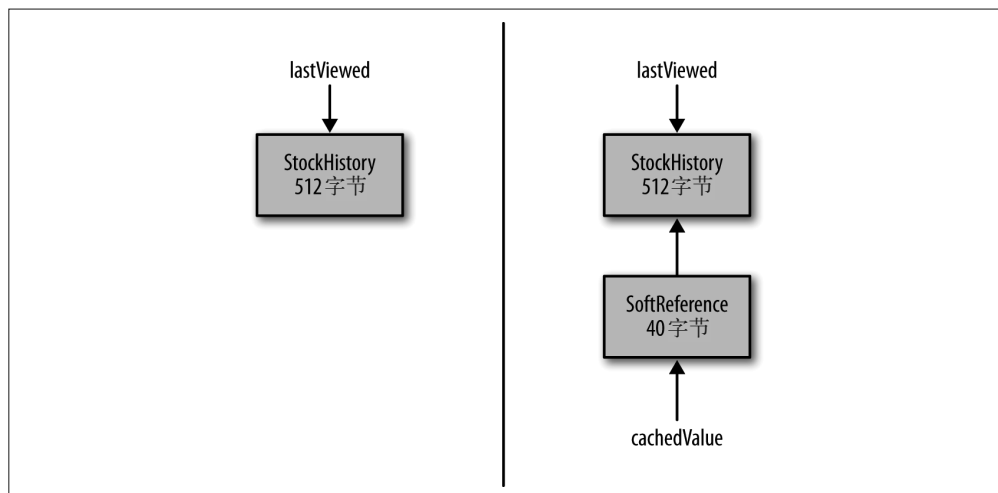 lastViewed
StockHistory
512字节
lastViewed
StockHistory
512字节
SoftReference
40字节
cachedValue